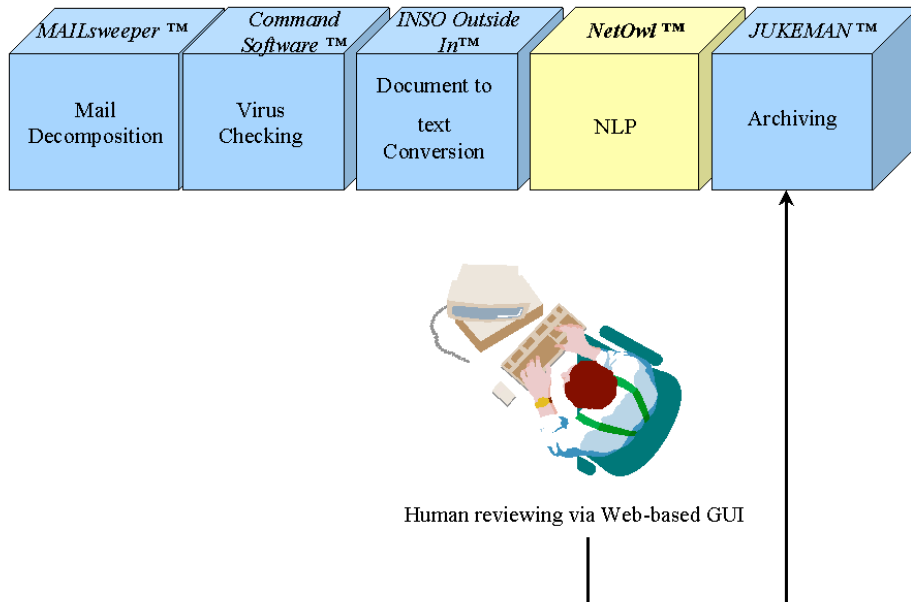 MAILsweeper ™
Command
Software ™
INSO Outside
In™
NetOwl ™
JUKEMAN ™
Mail
Decomposition
Virus
Checking
Document to
text
Conversion
NLP
Archiving
Human reviewing via Web-based GUI